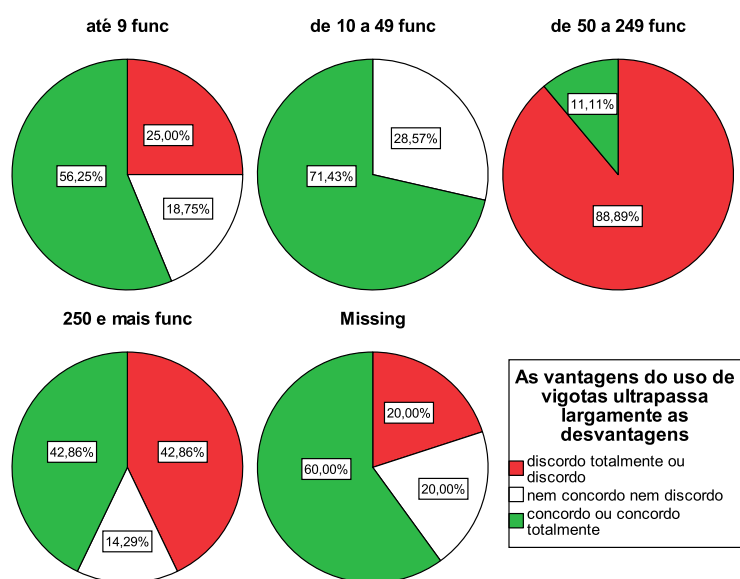 até 9 func
de 10 a 49 func
de 50 a 249 func
25,00%
56,25%
18,75%
28,57%
71,43%
11,11%
88,89%
250 e mais func
Missing
42,86%
42,86%
14,29%
20,00%
60,00%
20,00%
As vantagens do uso de
vigotas ultrapassa
largamente as
desvantagens
discordo totalmente ou
discordo
nem concordo nem discordo
concordo ou concordo
totalmente